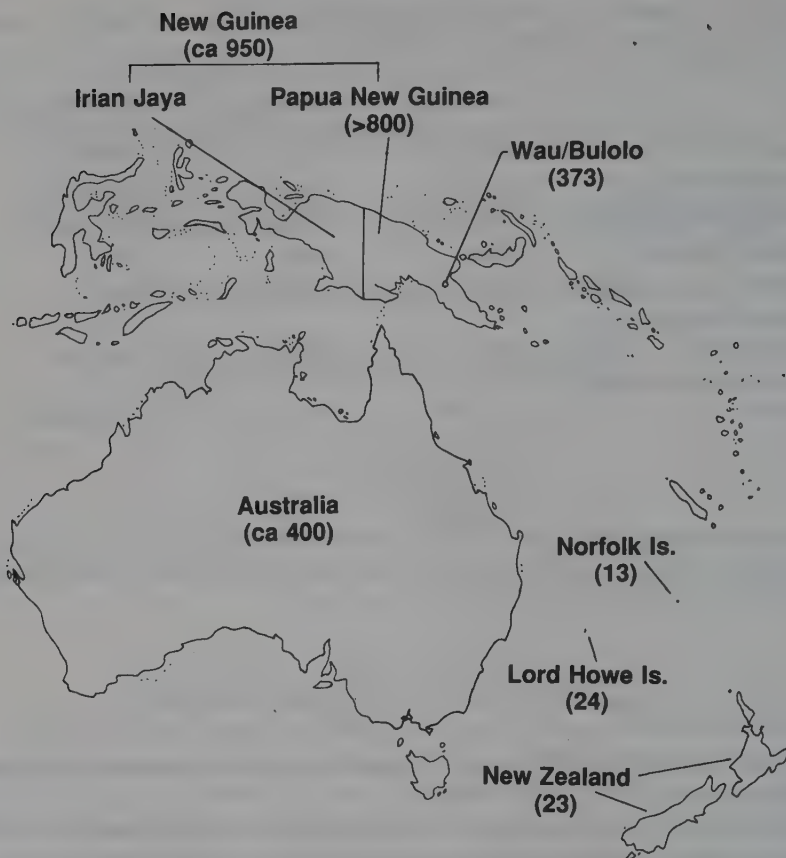 New Guinea
(ca 950)
Irian Jaya
Papua New Guinea
(>800)
Wau/Bulolo
(373)
Australia
(ca 400)
Norfolk Is.
(13)
Lord Howe Is.
(24)
New Zealand
(23)